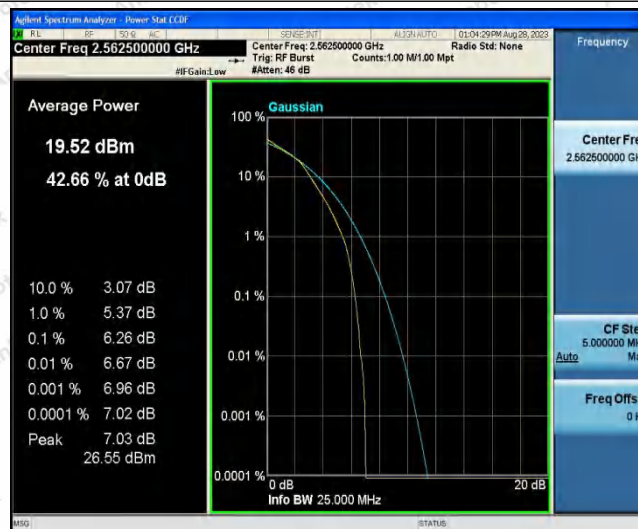 Agilent Spectrum Analyzer - Power Stat CCDF
RL RF 50 Ω AC SENSE:INT ALIGN AUTO 01:04:29 PM Aug 28, 2023
Center Freq 2.562500000 GHz
Center Freq: 2.562500000 GHz Radio Std: None
Trig: RF Burst Counts:1.00 M/1.00 Mpt
#IFGain:Low #Atten: 46 dB
Frequency
Average Power
19.52 dBm
42.66 % at 0dB
10.0 % 3.07 dB
1.0 % 5.37 dB
0.1 % 6.26 dB
0.01 % 6.67 dB
0.001 % 6.96 dB
0.0001 % 7.02 dB
Peak 7.03 dB
26.55 dBm
Gaussian
100 %
10 %
1 %
0.1 %
0.01 %
0.001 %
0.0001 %
0 dB 20 dB
Info BW 25.000 MHz
Center Fre
2.562500000 GH
CF Ste
5.000000 MH
Auto Ma
Freq Offs
0 H
MSG STATUS